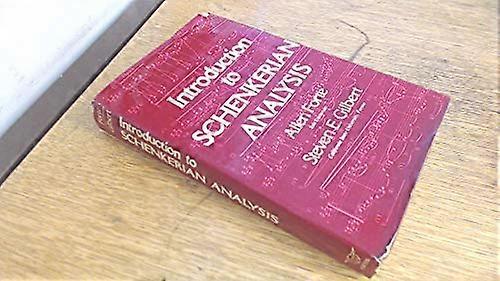 Introduction
to
SCHENKERIAN
ANALYSIS
Allen Forte
Steven E. Gilbert
Introduction to
SCHENKERIAN ANALYSIS